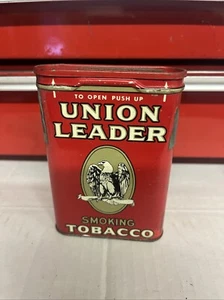 TO OPEN PUSH UP
UNION
LEADER
SMOKING
TOBACCO